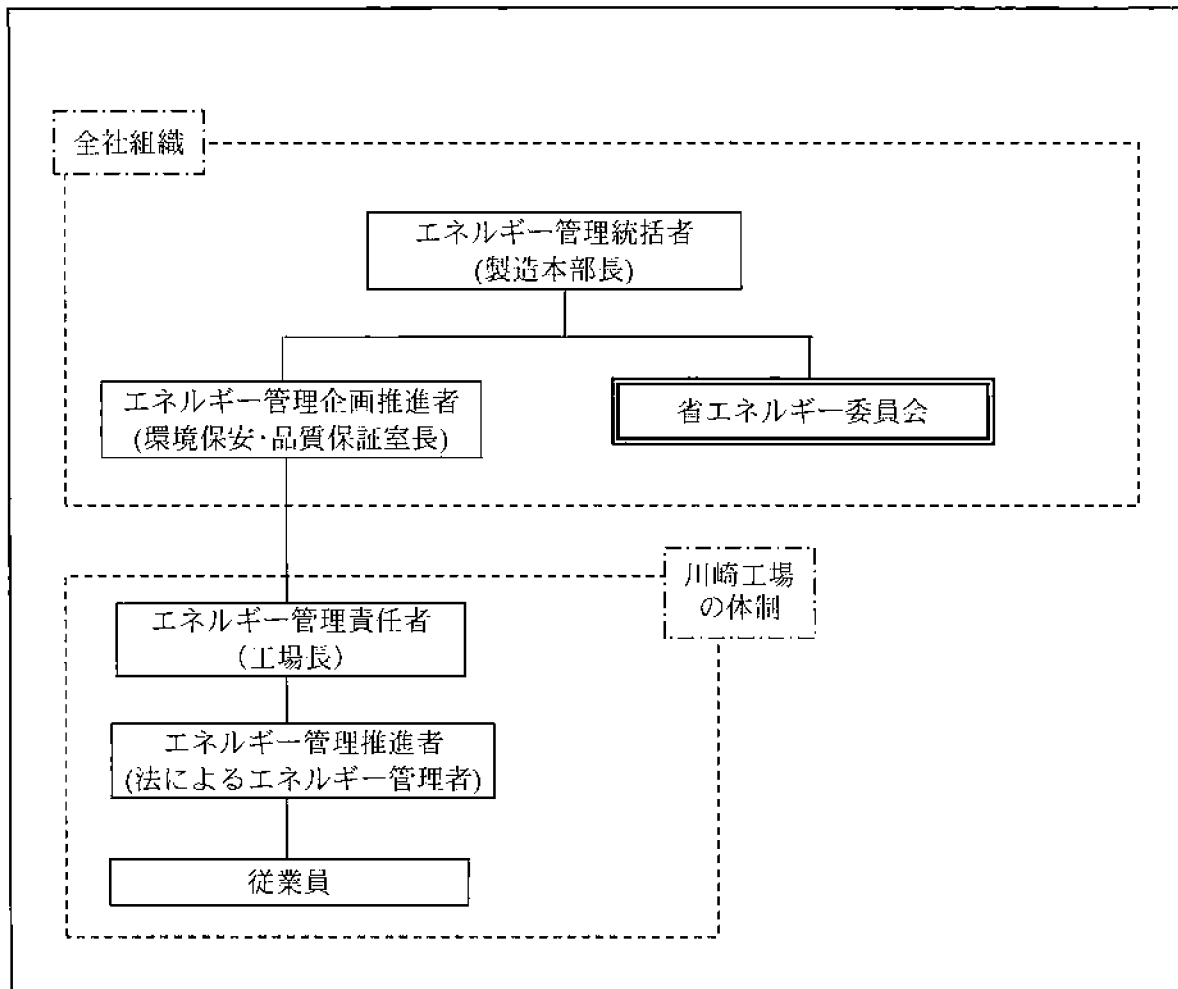 全社組織
エネルギー管理統括者
(製造本部長)
エネルギー管理企画推進者
(環境保安･品質保証室長)
省エネルギー委員会
川崎工場
の体制
エネルギー管理責任者
(工場長)
エネルギー管理推進者
(法によるエネルギー管理者)
従業員